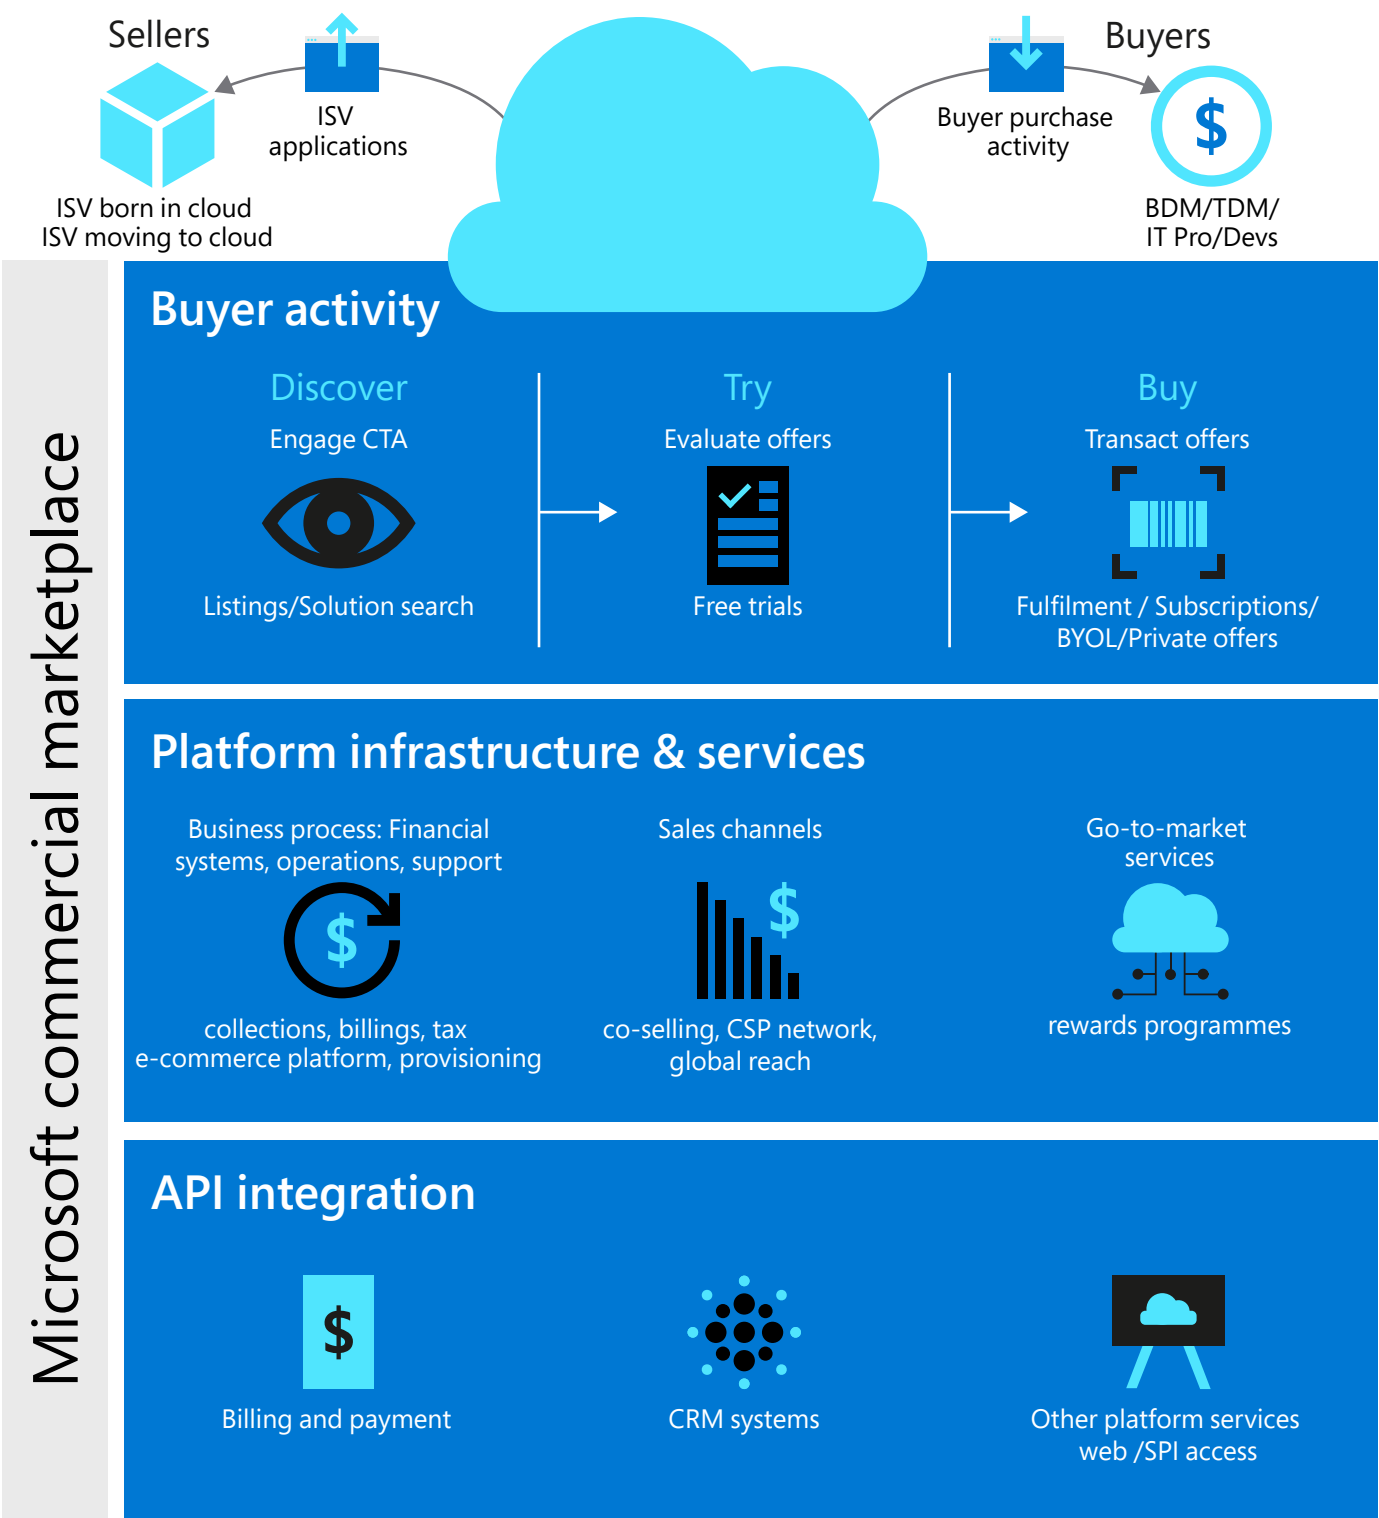 Sellers
Buyers
ISV
applications
Buyer purchase
activity
$
ISV born in cloud
ISV moving to cloud
BDM/TDM/
IT Pro/Devs
Microsoft commercial marketplace
Buyer activity
Discover
Try
Buy
Engage CTA
Evaluate offers
Transact offers
Listings/Solution search
Free trials
Fulfilment / Subscriptions/
BYOL/Private offers
Platform infrastructure & services
Business process: Financial
systems, operations, support
Sales channels
Go-to-market
services
$
$
collections, billings, tax
e-commerce platform, provisioning
co-selling, CSP network,
global reach
rewards programmes
API integration
$
Billing and payment
CRM systems
Other platform services
web /SPI access